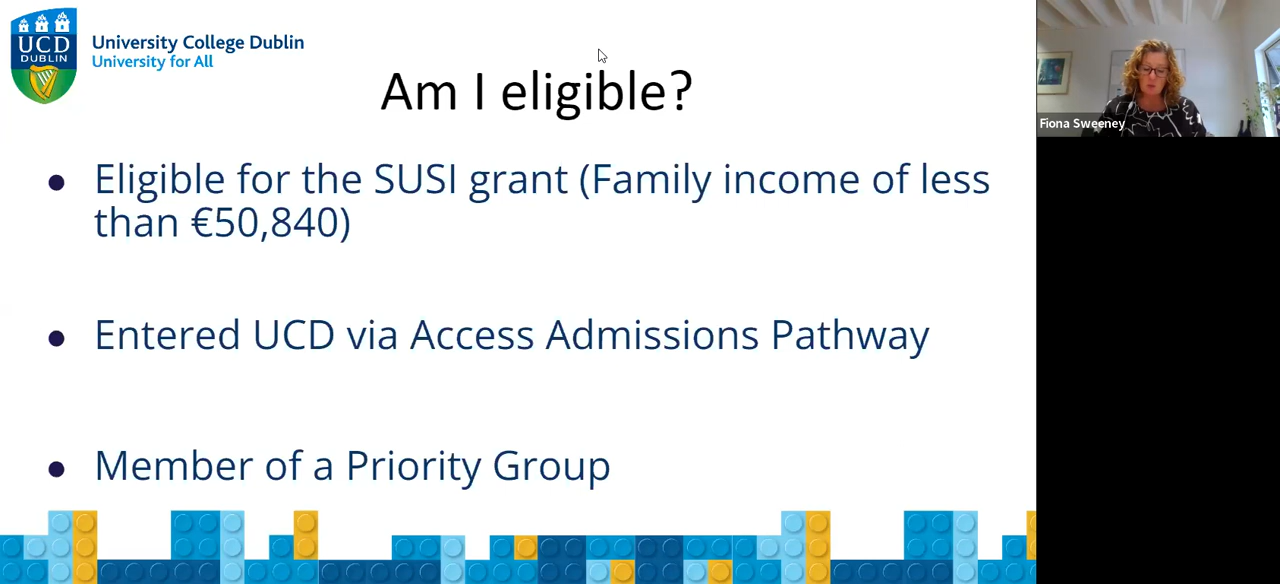 UCD
DUBLIN
University College Dublin
University for All
Am I eligible?
Fiona Sweeney
• Eligible for the SUSI grant (Family income of less
than €50,840)
• Entered UCD via Access Admissions Pathway
• Member of a Priority Group